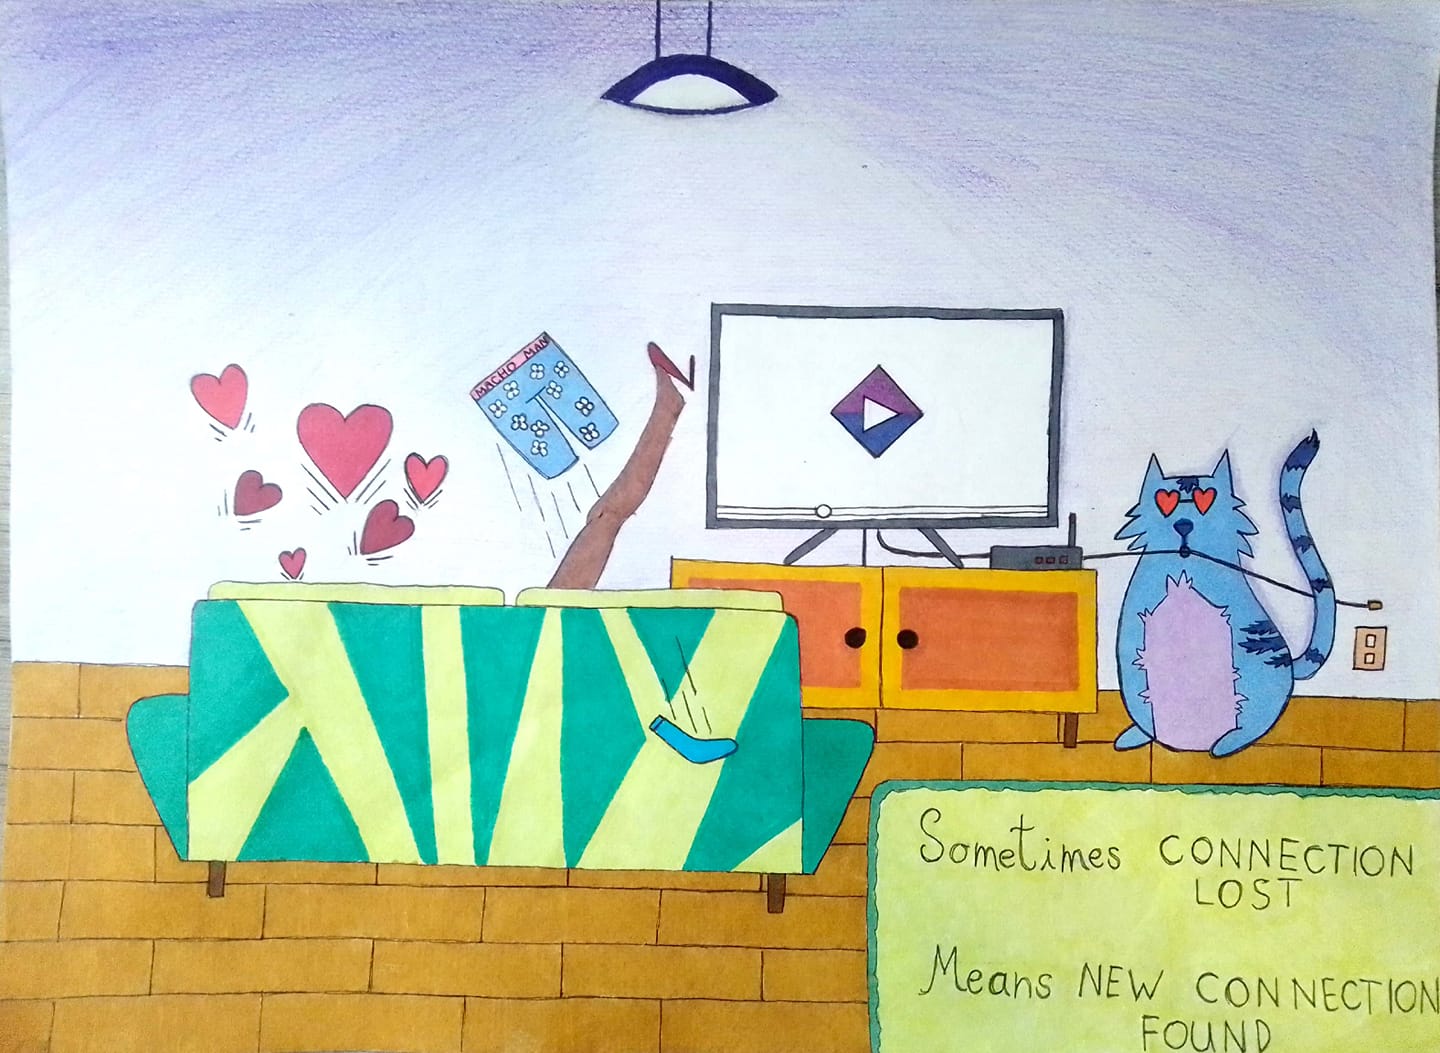 MACHO MAN
Sometimes CONNECTION
LOST
Means NEW CONNECTION
FOUND